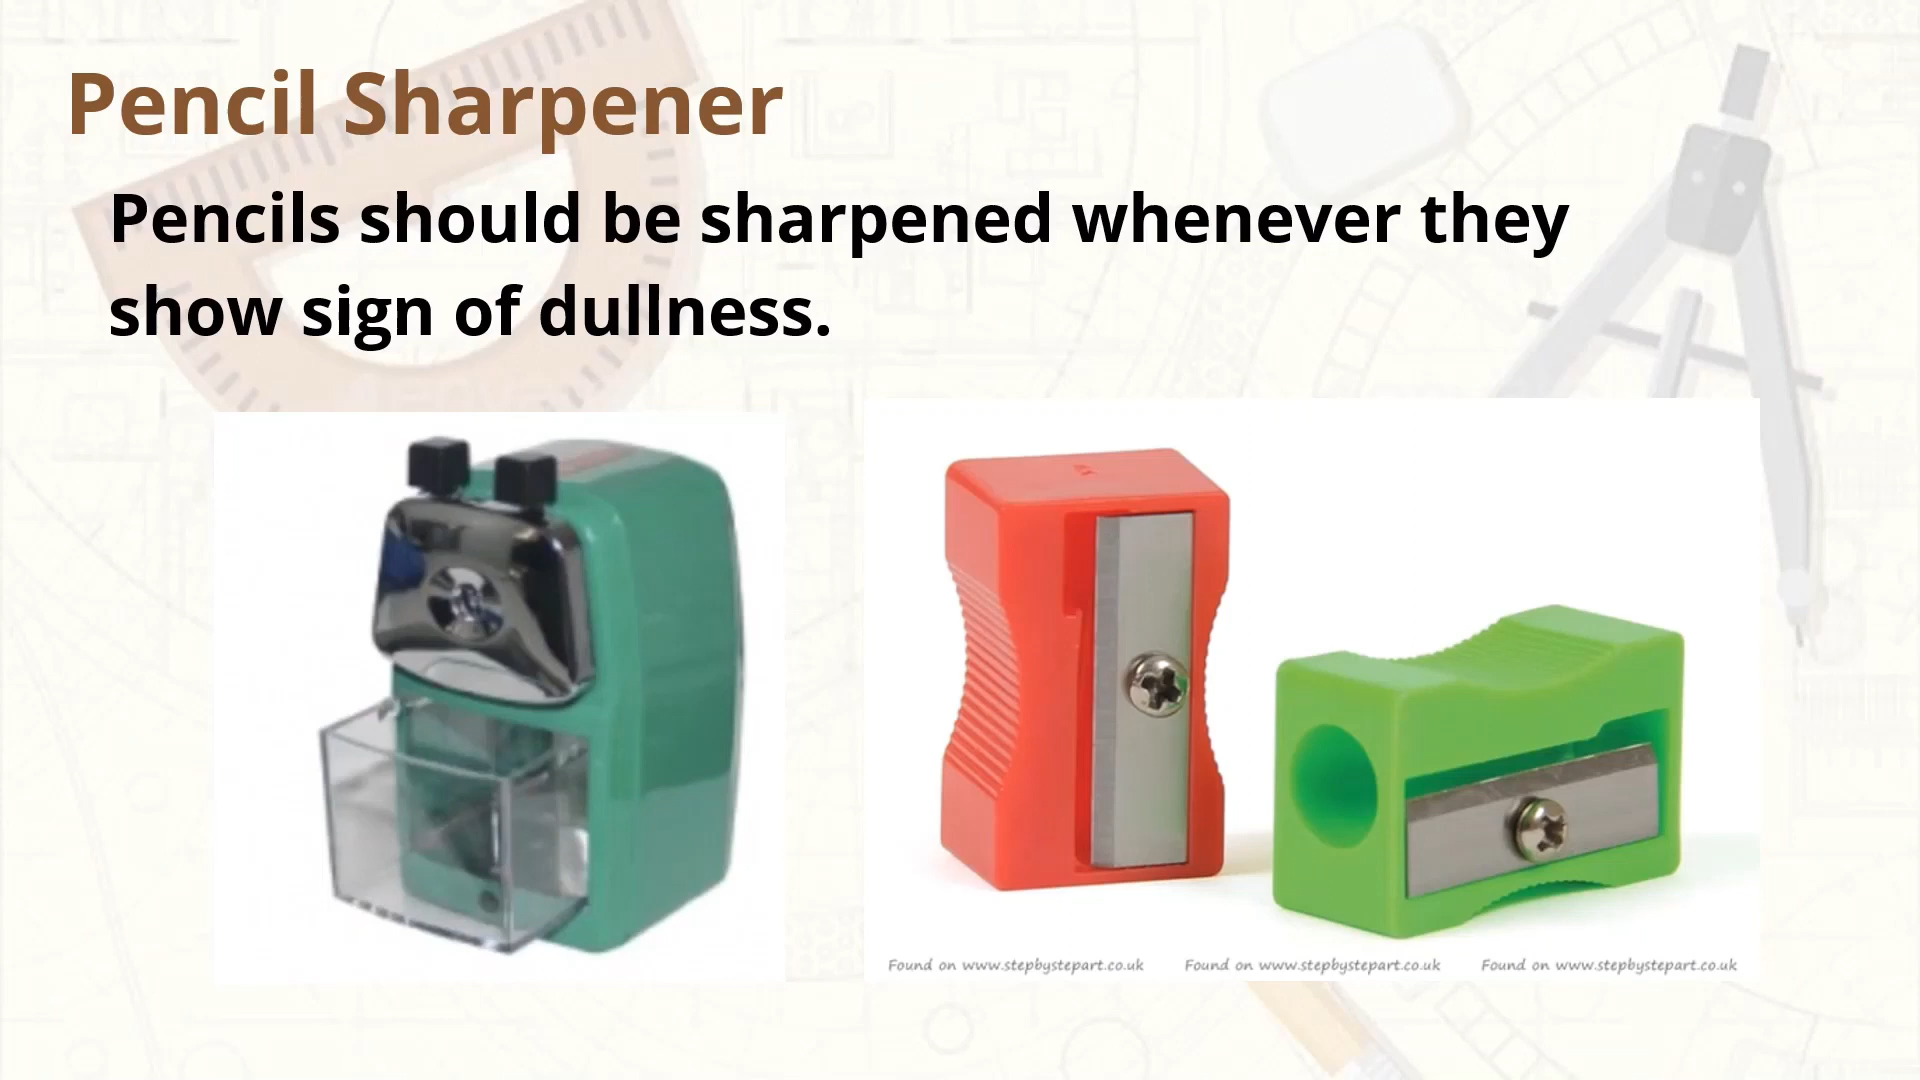 Pencil Sharpener
Pencils should be sharpened whenever they
show sign of dullness.
Found on www.stepbystepart.co.uk Found on www.stepbystepart.co.uk Found on www.stepbystepart.co.uk